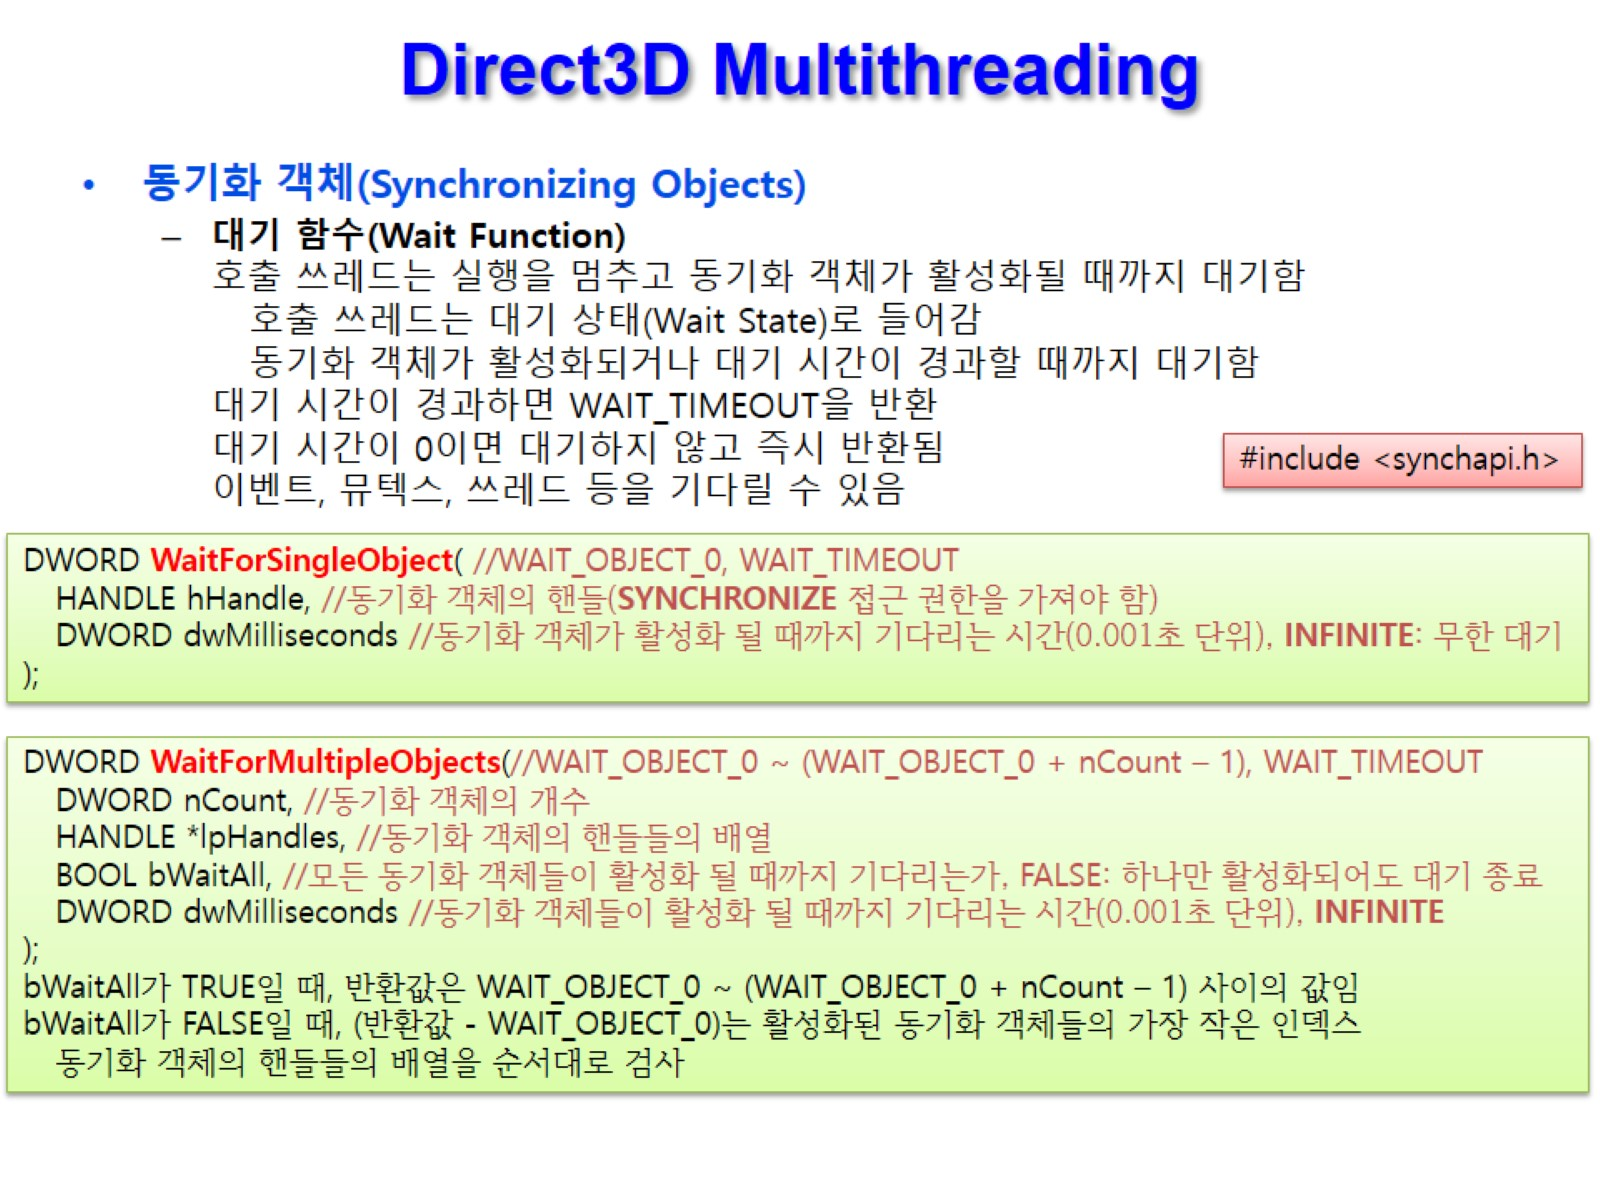 Direct3D Multithreading
• 동기화 객체(Synchronizing Objects)
– 대기 함수(Wait Function)
호출 쓰레드는 실행을 멈추고 동기화 객체가 활성화될 때까지 대기함
호출 쓰레드는 대기 상태(Wait State)로 들어감
동기화 객체가 활성화되거나 대기 시간이 경과할 때까지 대기함
대기 시간이 경과하면 WAIT_TIMEOUT을 반환
대기 시간이 0이면 대기하지 않고 즉시 반환됨
이벤트, 뮤텍스, 쓰레드 등을 기다릴 수 있음
#include <synchapi.h>
DWORD WaitForSingleObject( //WAIT_OBJECT_0, WAIT_TIMEOUT
HANDLE hHandle, //동기화 객체의 핸들(SYNCHRONIZE 접근 권한을 가져야 함)
DWORD dwMilliseconds //동기화 객체가 활성화 될 때까지 기다리는 시간(0.001초 단위), INFINITE: 무한 대기
);
DWORD WaitForMultipleObjects(//WAIT_OBJECT_0 ~ (WAIT_OBJECT_0 + nCount – 1), WAIT_TIMEOUT
DWORD nCount, //동기화 객체의 개수
HANDLE *lpHandles, //동기화 객체의 핸들들의 배열
BOOL bWaitAll, //모든 동기화 객체들이 활성화 될 때까지 기다리는가, FALSE: 하나만 활성화되어도 대기 종료
DWORD dwMilliseconds //동기화 객체들이 활성화 될 때까지 기다리는 시간(0.001초 단위), INFINITE
);
bWaitAll가 TRUE일 때, 반환값은 WAIT_OBJECT_0 ~ (WAIT_OBJECT_0 + nCount – 1) 사이의 값임
bWaitAll가 FALSE일 때, (반환값 - WAIT_OBJECT_0)는 활성화된 동기화 객체들의 가장 작은 인덱스
동기화 객체의 핸들들의 배열을 순서대로 검사